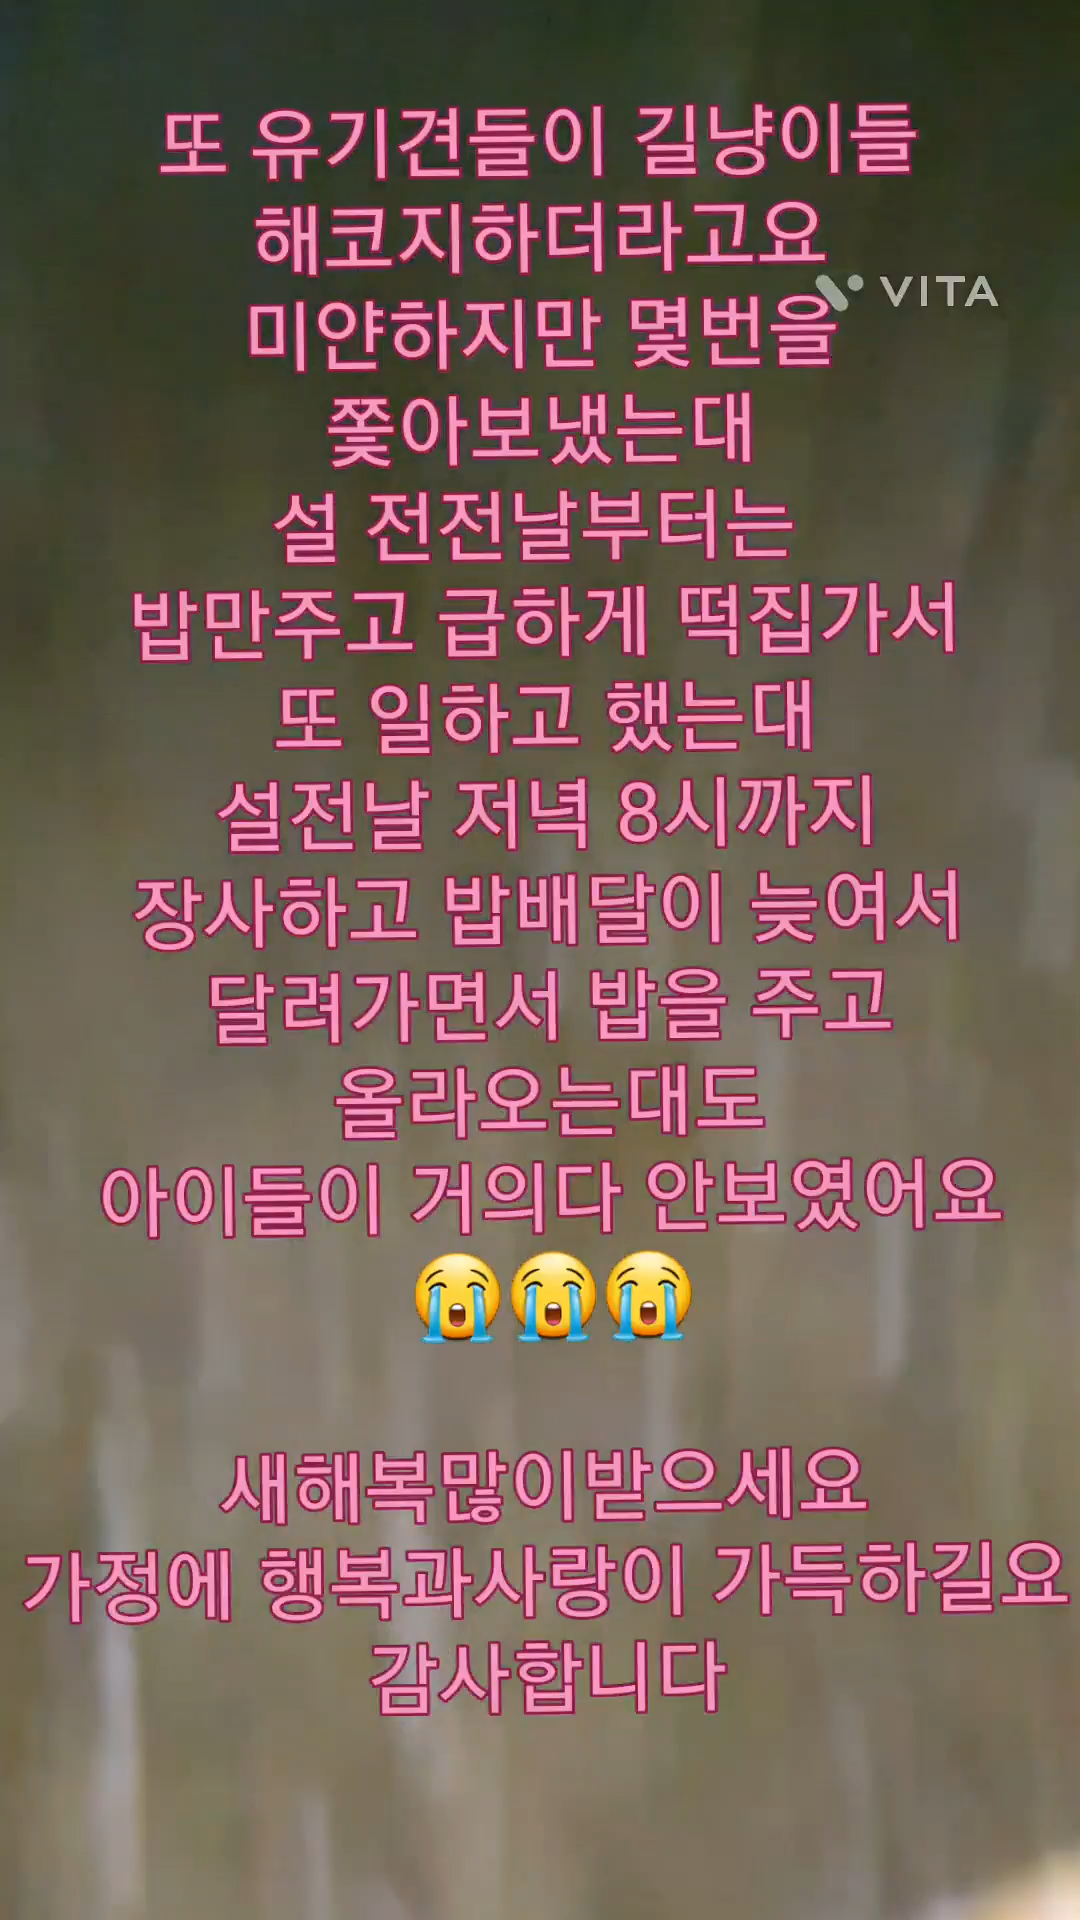 또 유기견들이 길냥이들
해코지하더라고요
VITA
미얀하지만 몇번을
쫓아보냈는대
설 전전날부터는
밥만주고 급하게 떡집가서
또 일하고 했는대
설전날 저녁 8시까지
장사하고 밥배달이 늦여서
달려가면서 밥을 주고
올라오는대도
아이들이 거의다 안보였어요
😭😭😭
새해복많이받으세요
가정에 행복과사랑이 가득하길요
감사합니다